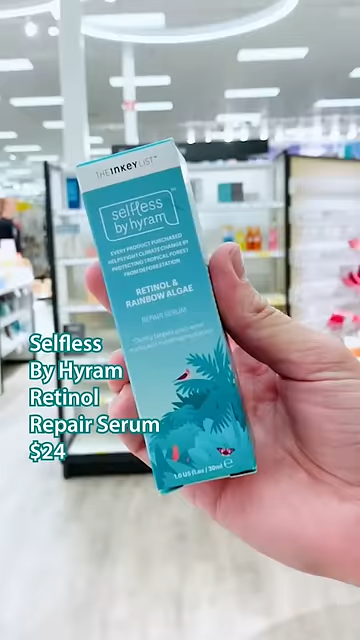 THE INKEY LIST™
selfless
by hyram
EVERY PRODUCT PURCHASED
HELPS FIGHT CLIMATE CHANGE BY
PROTECTING TROPICAL FOREST
FROM DEFORESTATION
RETINOL &
RAINBOW ALGAE
REPAIR SERUM
1.0 US fl.oz / 30ml ℮
Selfless
By Hyram
Retinol
Repair Serum
$24